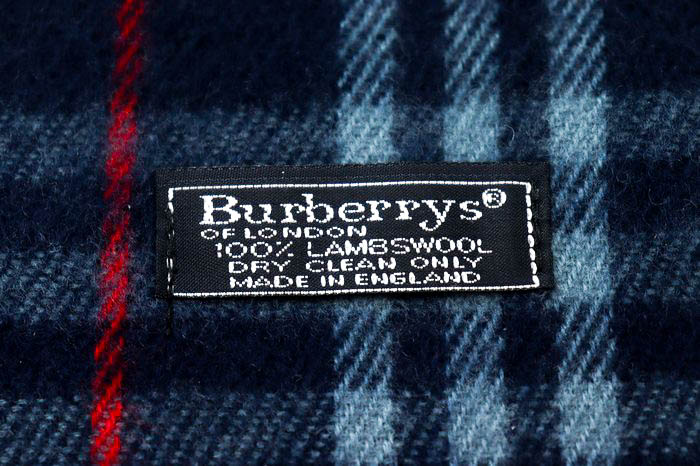 Burberrys®
OF LONDON
100% LAMBSWOOL
DRY CLEAN ONLY
MADE IN ENGLAND